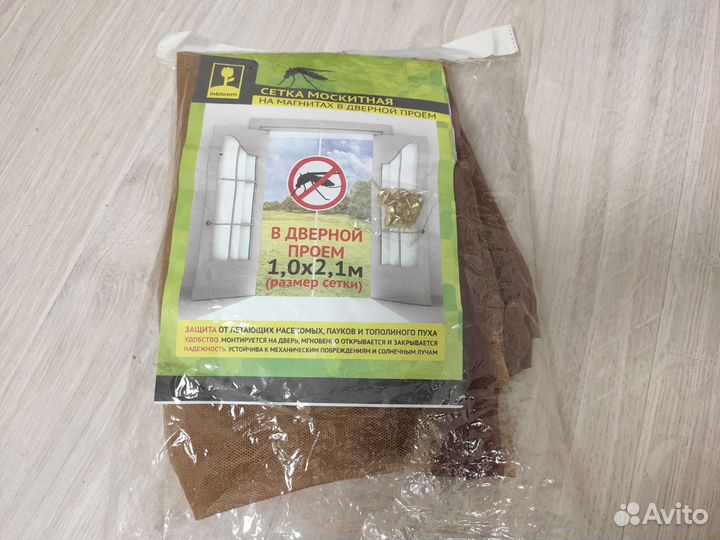 inbloom
СЕТКА МОСКИТНАЯ
НА МАГНИТАХ В ДВЕРНОЙ ПРОЕМ
В ДВЕРНОЙ
ПРОЕМ
1,0х2,1м
(размер сетки)
ЗАЩИТА ОТ ЛЕТАЮЩИХ НАСЕКОМЫХ, ПАУКОВ И ТОПОЛИНОГО ПУХА
УДОБСТВО. МОНТИРУЕТСЯ НА ДВЕРЬ, МГНОВЕННО ОТКРЫВАЕТСЯ И ЗАКРЫВАЕТСЯ
НАДЕЖНОСТЬ. УСТОЙЧИВА К МЕХАНИЧЕСКИМ ПОВРЕЖДЕНИЯМ И СОЛНЕЧНЫМ ЛУЧАМ
Avito